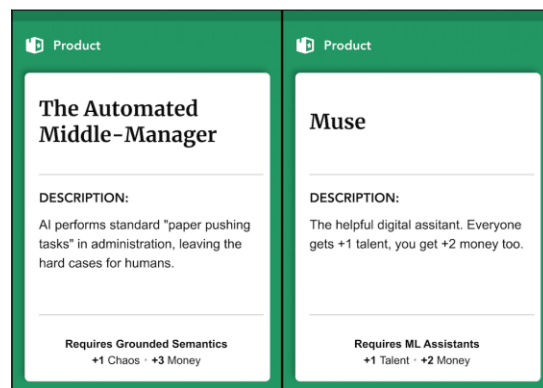 Product
The Automated
Middle-Manager
DESCRIPTION:
AI performs standard "paper pushing
tasks" in administration, leaving the
hard cases for humans.
Requires Grounded Semantics
+1 Chaos · +3 Money
Product
Muse
DESCRIPTION:
The helpful digital assitant. Everyone
gets +1 talent, you get +2 money too.
Requires ML Assistants
+1 Talent · +2 Money